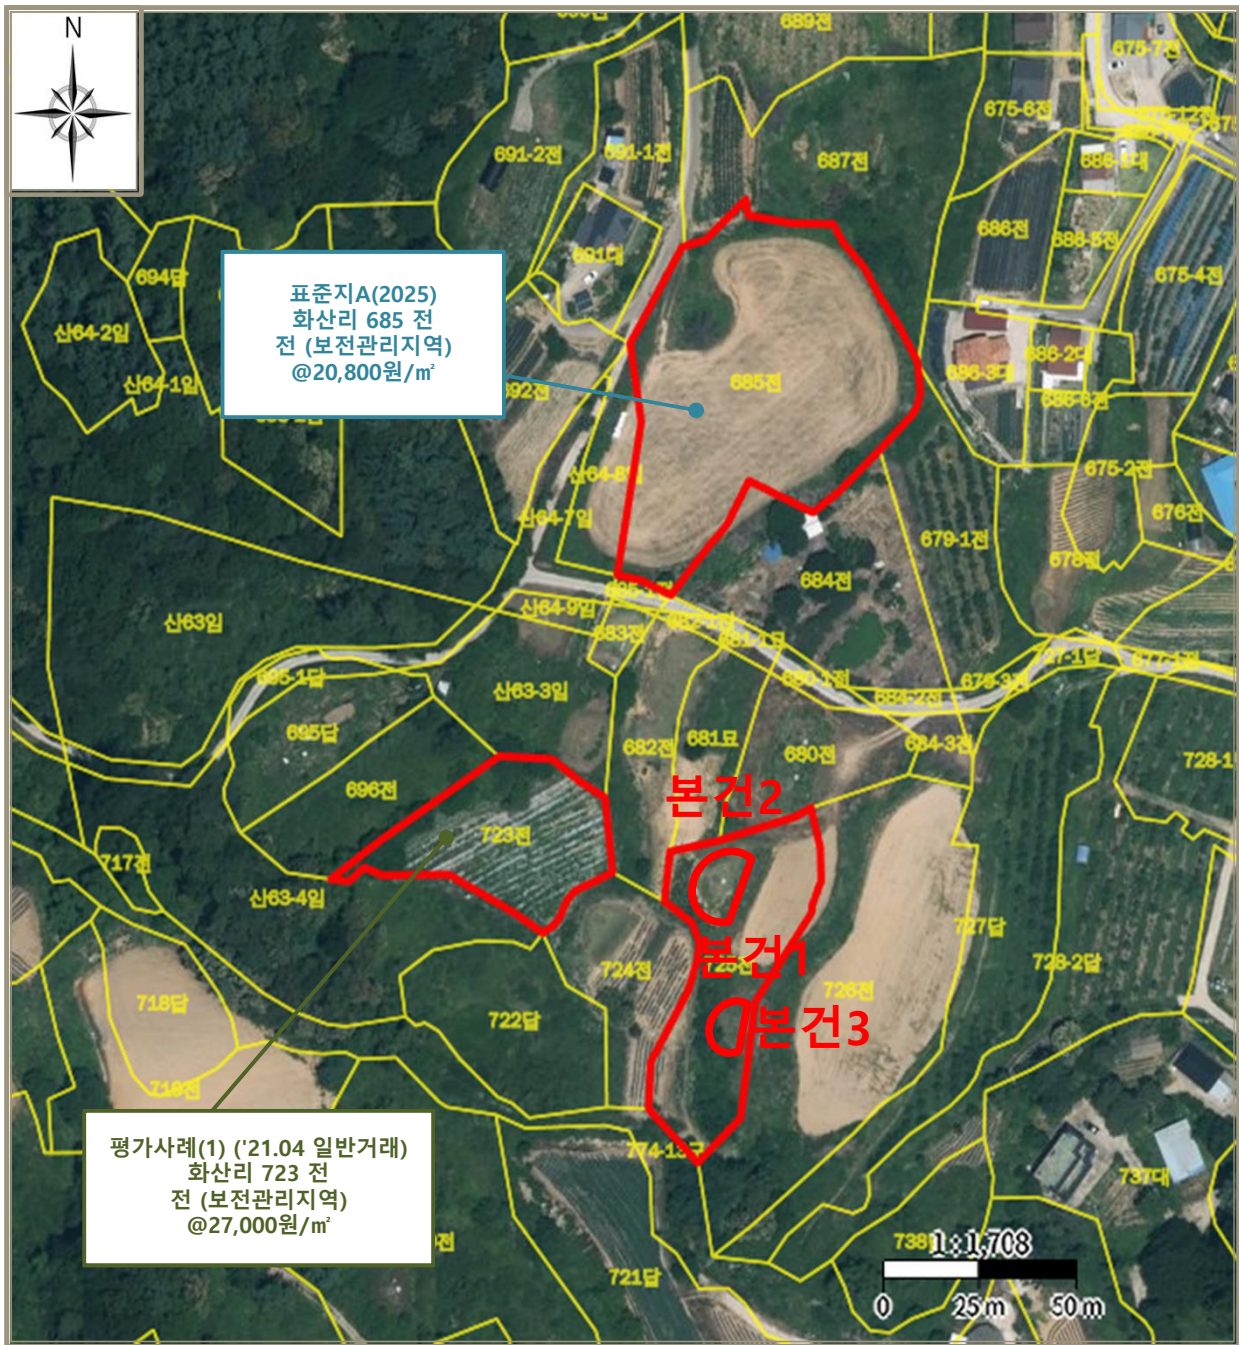 N
689전
675-7전
675-6전
691-2전
691-1전
687전
686-1대
686전
686-5전
691대
675-4전
694답
산64-2임
산64-1임
표준지A(2025)
화산리 685 전
전 (보전관리지역)
@20,800원/㎡
692전
685전
686-3대
686-2대
686-6전
675-2전
676전
산64-8임
산64-7임
679-1전
678전
684전
산64-9임
683전
산63임
677-1전
680-1전
679-3전
684-2전
695-1답
산63-3임
695답
682전
681묘
680전
684-3전
728-1
696전
본건2
723전
717전
산63-4임
727답
본건1
724전
728-2답
726전
718답
722답
본건3
719전
평가사례(1) ('21.04 일반거래)
화산리 723 전
전 (보전관리지역)
@27,000원/㎡
737대
721답
1:1,708
0 25m 50m